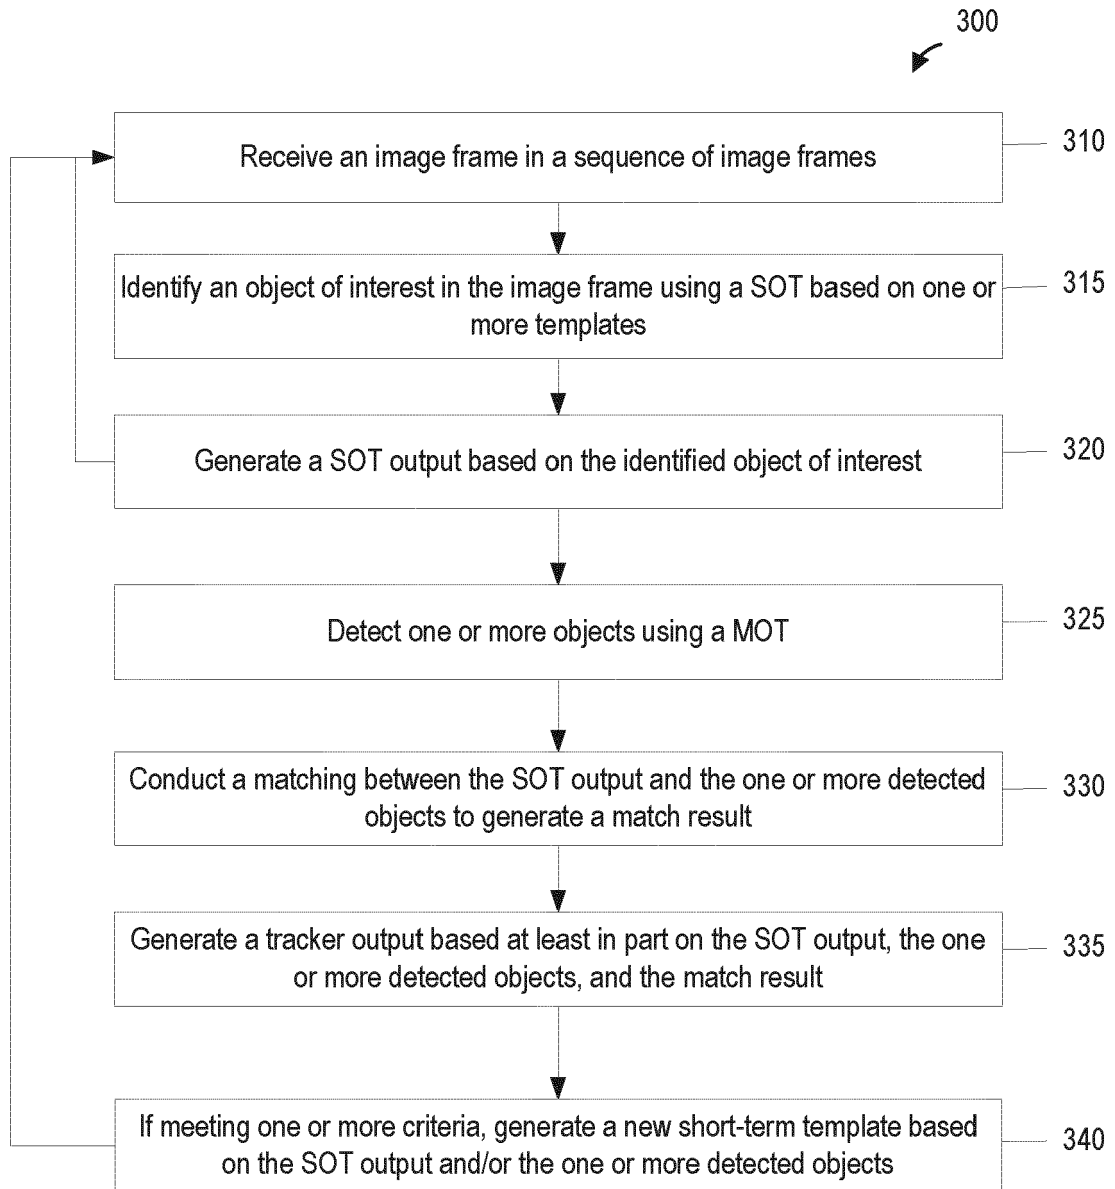 300
Receive an image frame in a sequence of image frames
310
Identify an object of interest in the image frame using a SOT based on one or
more templates
315
Generate a SOT output based on the identified object of interest
320
Detect one or more objects using a MOT
325
Conduct a matching between the SOT output and the one or more detected
objects to generate a match result
330
Generate a tracker output based at least in part on the SOT output, the one
or more detected objects, and the match result
335
If meeting one or more criteria, generate a new short-term template based
on the SOT output and/or the one or more detected objects
340